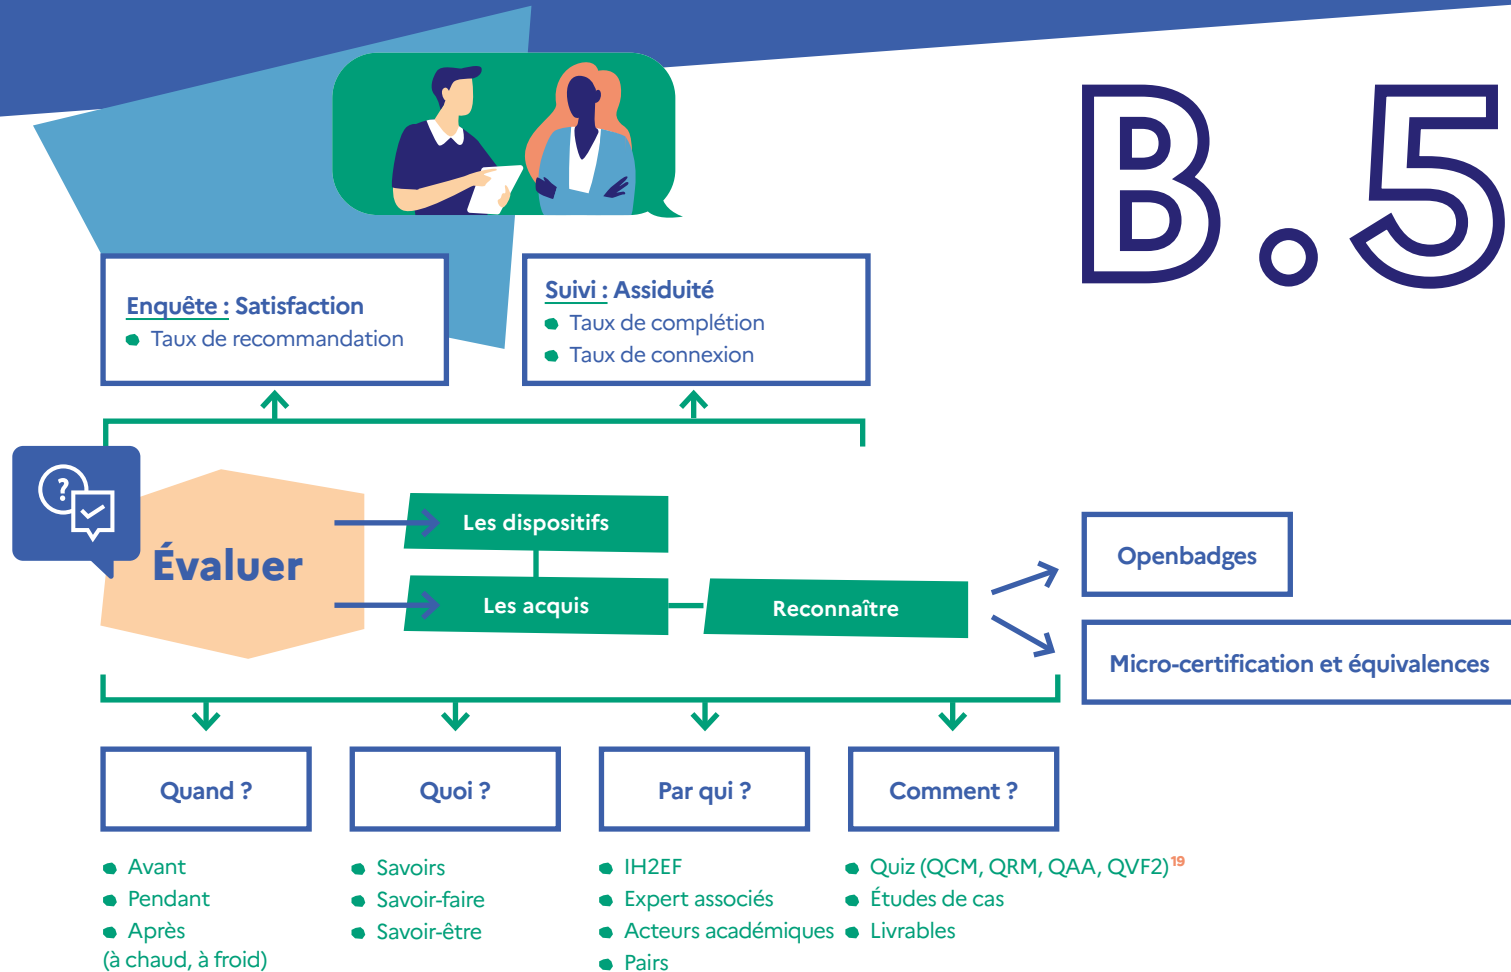 B.5
Enquête : Satisfaction
Taux de recommandation
Suivi : Assiduité
Taux de complétion
Taux de connexion
?
Évaluer
Les dispositifs
Les acquis
Reconnaître
Openbadges
Micro-certification et équivalences
Quand ?
Avant
Pendant
Après
(à chaud, à froid)
Quoi ?
Savoirs
Savoir-faire
Savoir-être
Par qui ?
IH2EF
Expert associés
Acteurs académiques
Pairs
Comment ?
Quiz (QCM, QRM, QAA, QVF2)19
Études de cas
Livrables